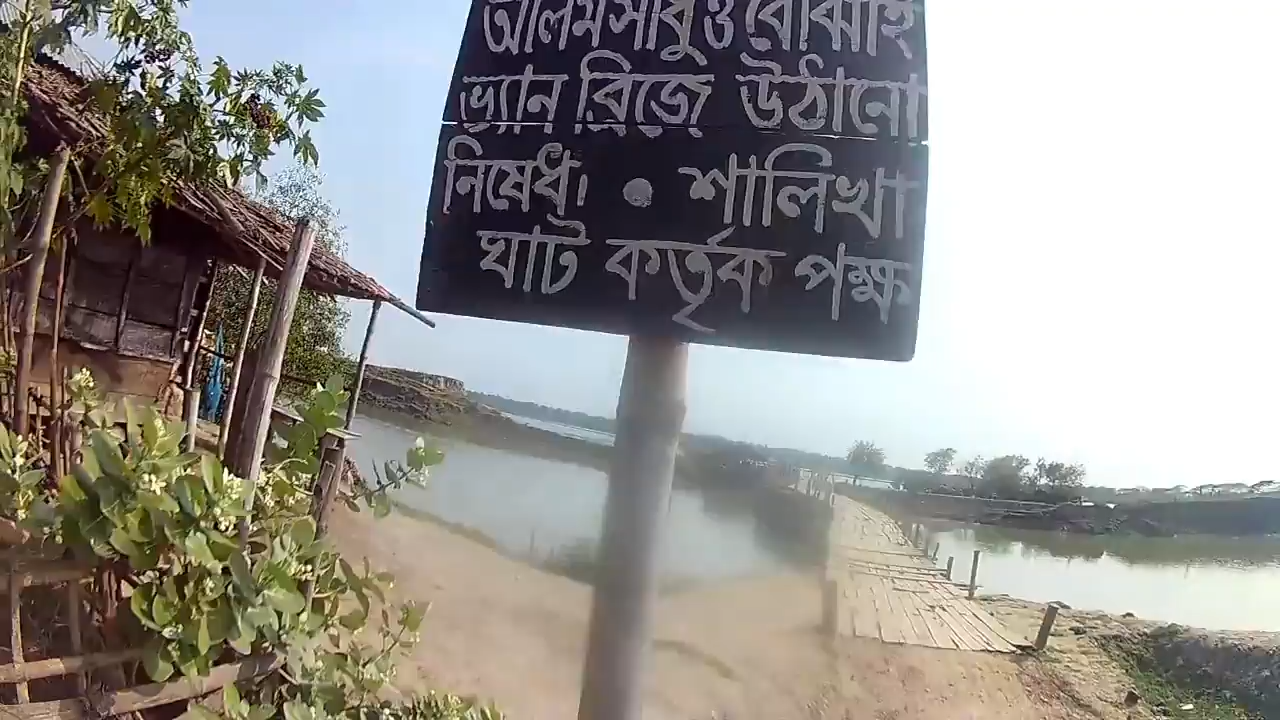 আলমসাধু ও বোঝাই
ভ্যান ব্রিজে উঠানো
নিষেধ। • শালিখা
ঘাট কর্তৃক পক্ষ